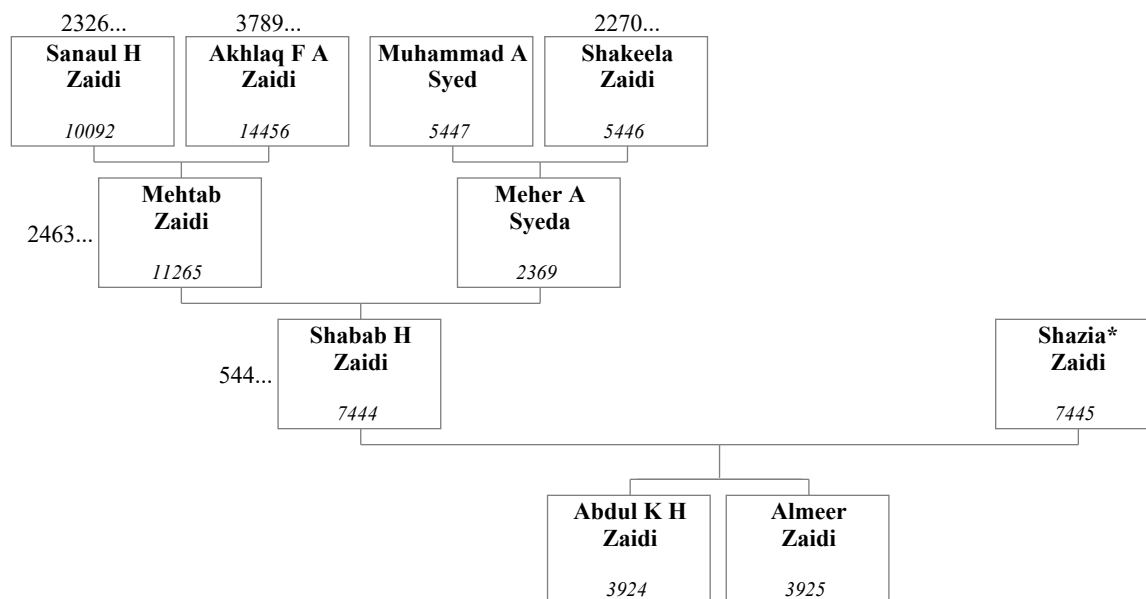 2326...
3789...
2270...
Sanaul H
Zaidi
10092
Akhlaq F A
Zaidi
14456
Muhammad A
Syed
5447
Shakeela
Zaidi
5446
2463...
Mehtab
Zaidi
11265
Meher A
Syeda
2369
544...
Shabab H
Zaidi
7444
Shazia*
Zaidi
7445
Abdul K H
Zaidi
3924
Almeer
Zaidi
3925